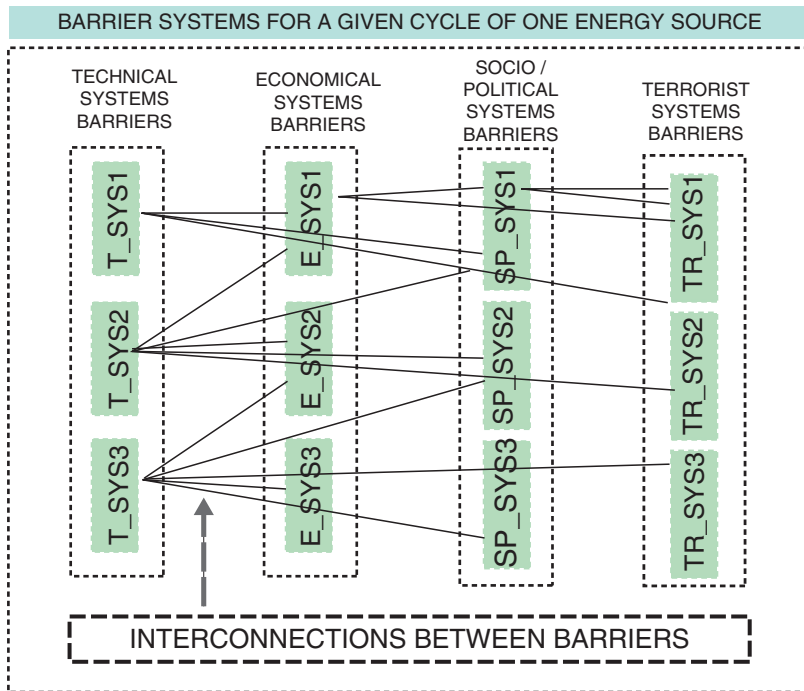 BARRIER SYSTEMS FOR A GIVEN CYCLE OF ONE ENERGY SOURCE
TECHNICAL
SYSTEMS
BARRIERS
ECONOMICAL
SYSTEMS
BARRIERS
SOCIO /
POLITICAL
SYSTEMS
BARRIERS
TERRORIST
SYSTEMS
BARRIERS
T_SYS1
T_SYS2
T_SYS3
E_SYS1
E_SYS2
E_SYS3
SP_SYS1
SP_SYS2
SP_SYS3
TR_SYS1
TR_SYS2
TR_SYS3
INTERCONNECTIONS BETWEEN BARRIERS